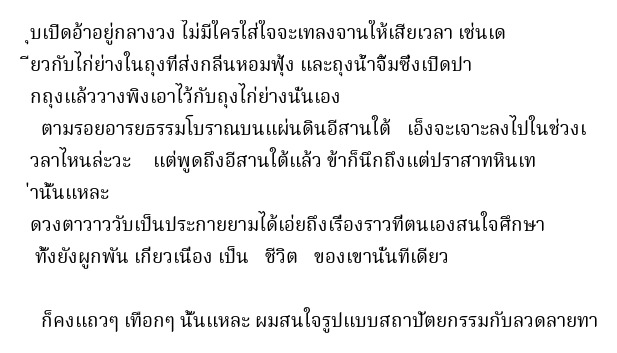 ุบเปิดอ้าอยู่กลางวง ไม่มีใครใส่ใจจะเทลงจานให้เสียเวลา เช่นเด
ียวกับไก่ย่างในถุงที่ส่งกลิ่นหอมฟุ้ง และถุงน้ำจิ้มซึ่งเปิดปา
กถุงแล้ววางพิงเอาไว้กับถุงไก่ย่างนั่นเอง
ตามรอยอารยธรรมโบราณบนแผ่นดินอีสานใต้ เอ็งจะเจาะลงไปในช่วงเ
วลาไหนล่ะวะ แต่พูดถึงอีสานใต้แล้ว ข้าก็นึกถึงแต่ปราสาทหินเท
่านั้นแหละ
ดวงตาวาววับเป็นประกายยามได้เอ่ยถึงเรื่องราวที่ตนเองสนใจศึกษา
ทั้งยังผูกพัน เกี่ยวเนื่อง เป็น ชีวิต ของเขานั่นทีเดียว
ก็คงแถวๆ เทือกๆ นั้นแหละ ผมสนใจรูปแบบสถาปัตยกรรมกับลวดลายทา